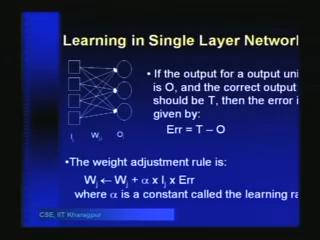 Learning in Single Layer Networ
• If the output for a output uni
is O, and the correct output
should be T, then the error i
given by:
Err = T – O
Ij Wj,i Oi
•The weight adjustment rule is:
Wj ← Wj + α x Ij x Err
where α is a constant called the learning ra
CSE, IIT Kharagpur